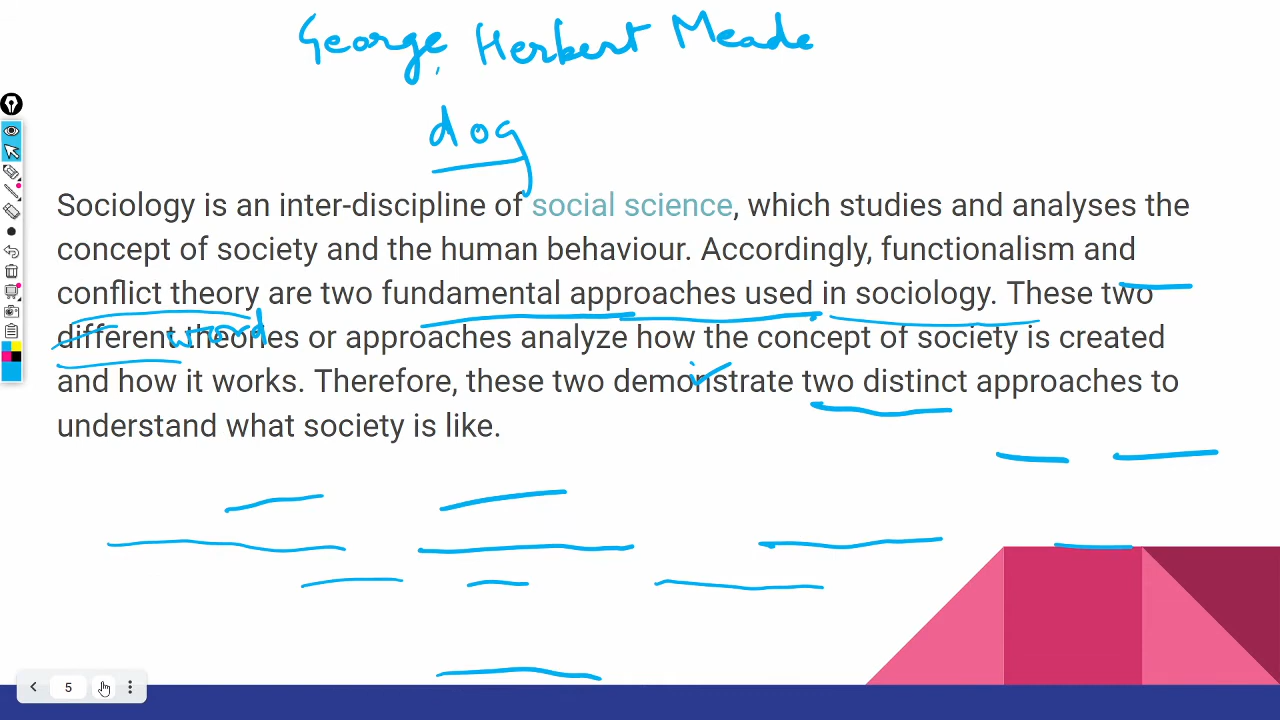 George Herbert Meade
dog
Sociology is an inter-discipline of social science, which studies and analyses the
concept of society and the human behaviour. Accordingly, functionalism and
conflict theory are two fundamental approaches used in sociology. These two
different theories or approaches analyze how the concept of society is created
word
and how it works. Therefore, these two demonstrate two distinct approaches to
understand what society is like.
5